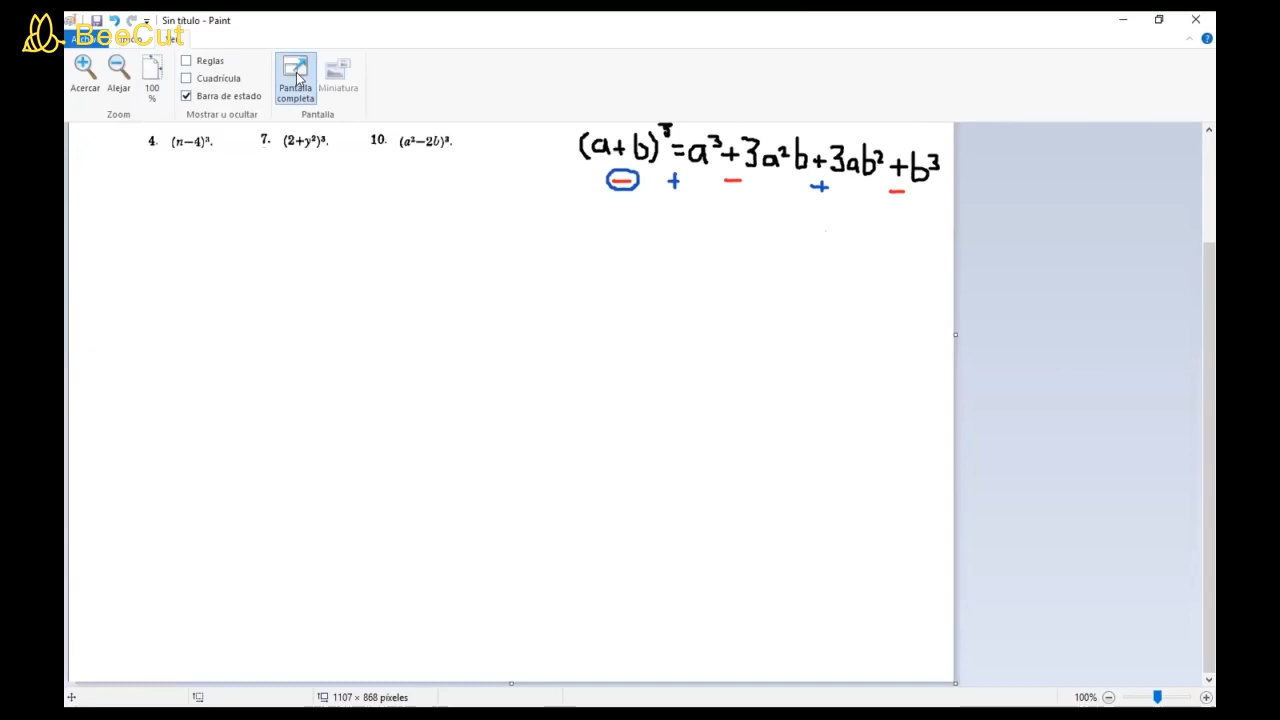 Sin título - Paint
BeeCut
Reglas
Cuadrícula
Barra de estado
Acercar
Alejar
100
%
Pantalla
completa
Miniatura
Zoom
Mostrar u ocultar
Pantalla
4. (n−4)³. 7. (2+y²)³. 10. (a²−2b)³.
(a+b)³=a³+3a²b+3ab²+b³
− + − + −
1107 × 868 píxeles
100%